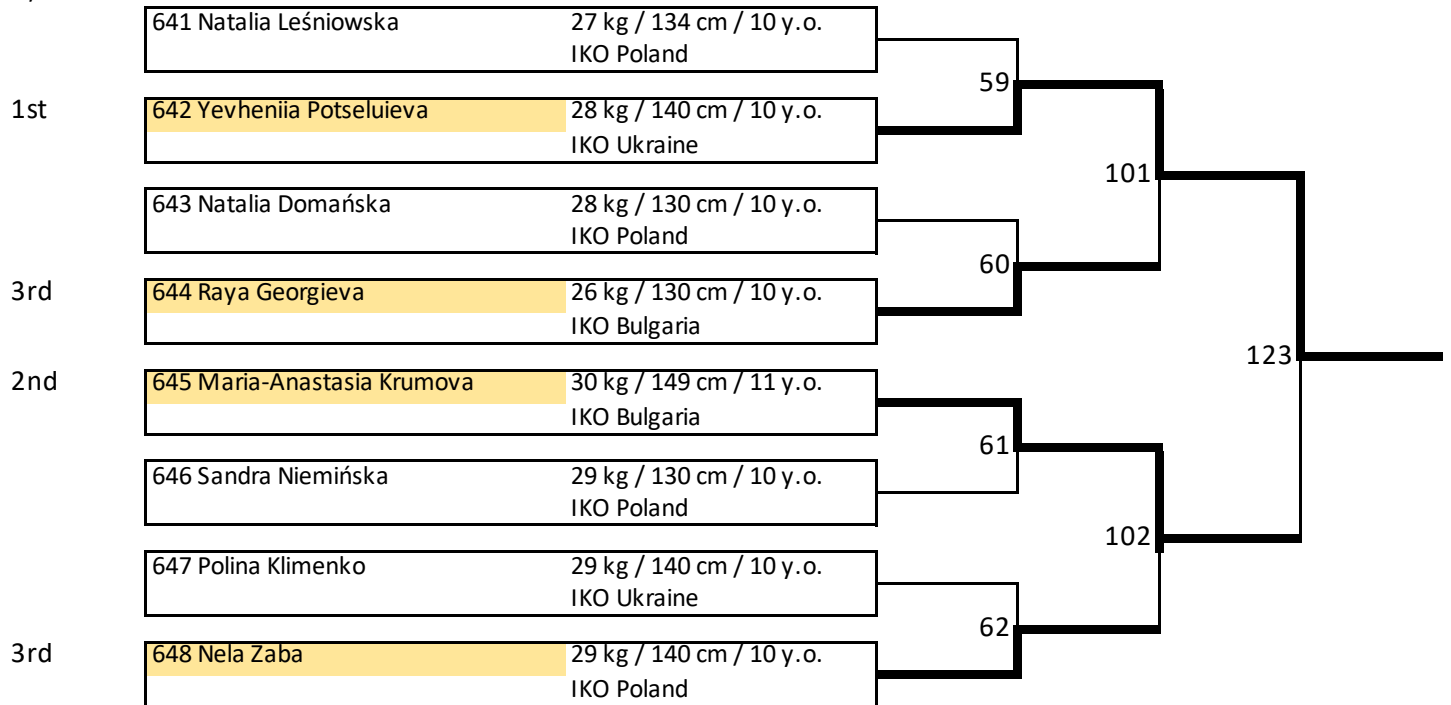 641 Natalia Leśniowska 27 kg / 134 cm / 10 y.o.
IKO Poland
59
1st 642 Yevheniia Potseluieva 28 kg / 140 cm / 10 y.o.
IKO Ukraine
101
643 Natalia Domańska 28 kg / 130 cm / 10 y.o.
IKO Poland
60
3rd 644 Raya Georgieva 26 kg / 130 cm / 10 y.o.
IKO Bulgaria
123
2nd 645 Maria-Anastasia Krumova 30 kg / 149 cm / 11 y.o.
IKO Bulgaria
61
646 Sandra Niemińska 29 kg / 130 cm / 10 y.o.
IKO Poland
102
647 Polina Klimenko 29 kg / 140 cm / 10 y.o.
IKO Ukraine
62
3rd 648 Nela Zaba 29 kg / 140 cm / 10 y.o.
IKO Poland